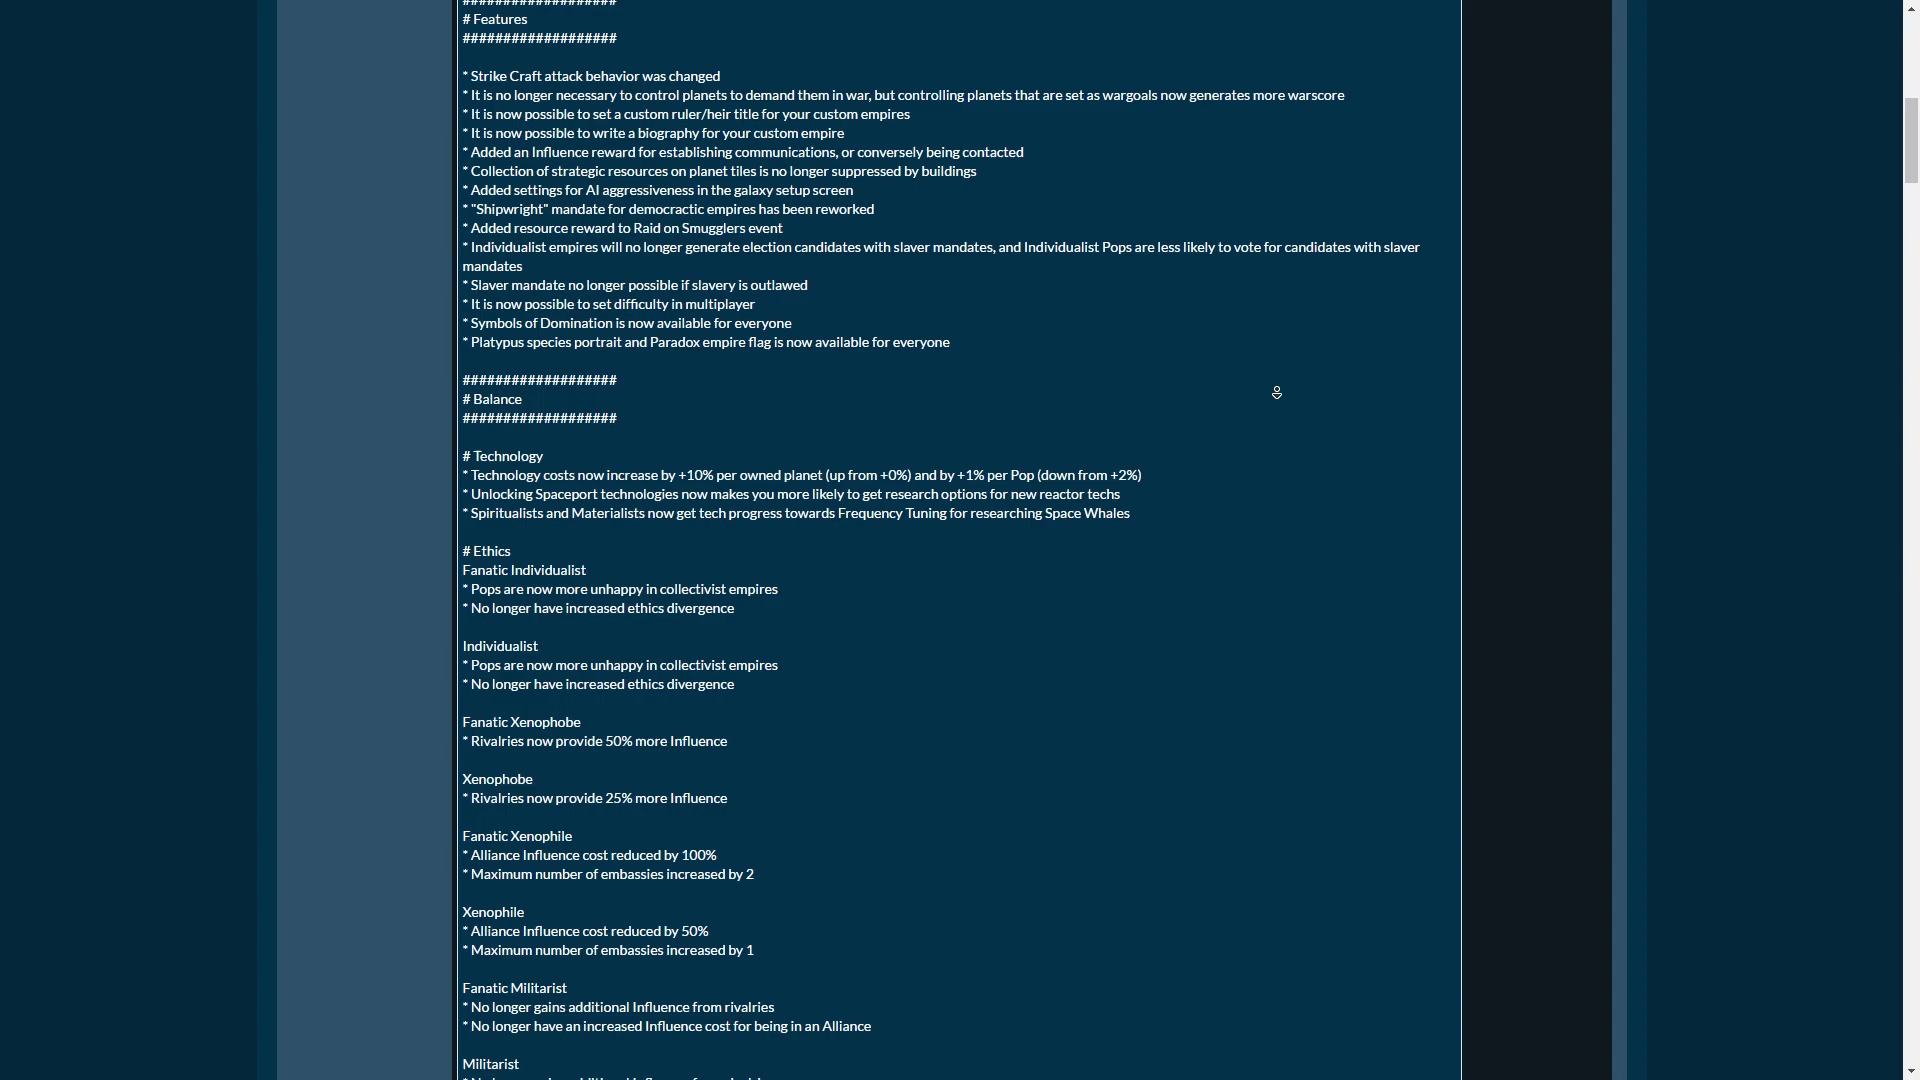 ###################
# Features
###################
* Strike Craft attack behavior was changed
* It is no longer necessary to control planets to demand them in war, but controlling planets that are set as wargoals now generates more warscore
* It is now possible to set a custom ruler/heir title for your custom empires
* It is now possible to write a biography for your custom empire
* Added an Influence reward for establishing communications, or conversely being contacted
* Collection of strategic resources on planet tiles is no longer suppressed by buildings
* Added settings for AI aggressiveness in the galaxy setup screen
* "Shipwright" mandate for democractic empires has been reworked
* Added resource reward to Raid on Smugglers event
* Individualist empires will no longer generate election candidates with slaver mandates, and Individualist Pops are less likely to vote for candidates with slaver
mandates
* Slaver mandate no longer possible if slavery is outlawed
* It is now possible to set difficulty in multiplayer
* Symbols of Domination is now available for everyone
* Platypus species portrait and Paradox empire flag is now available for everyone
###################
# Balance
###################
# Technology
* Technology costs now increase by +10% per owned planet (up from +0%) and by +1% per Pop (down from +2%)
* Unlocking Spaceport technologies now makes you more likely to get research options for new reactor techs
* Spiritualists and Materialists now get tech progress towards Frequency Tuning for researching Space Whales
# Ethics
Fanatic Individualist
* Pops are now more unhappy in collectivist empires
* No longer have increased ethics divergence
Individualist
* Pops are now more unhappy in collectivist empires
* No longer have increased ethics divergence
Fanatic Xenophobe
* Rivalries now provide 50% more Influence
Xenophobe
* Rivalries now provide 25% more Influence
Fanatic Xenophile
* Alliance Influence cost reduced by 100%
* Maximum number of embassies increased by 2
Xenophile
* Alliance Influence cost reduced by 50%
* Maximum number of embassies increased by 1
Fanatic Militarist
* No longer gains additional Influence from rivalries
* No longer have an increased Influence cost for being in an Alliance
Militarist